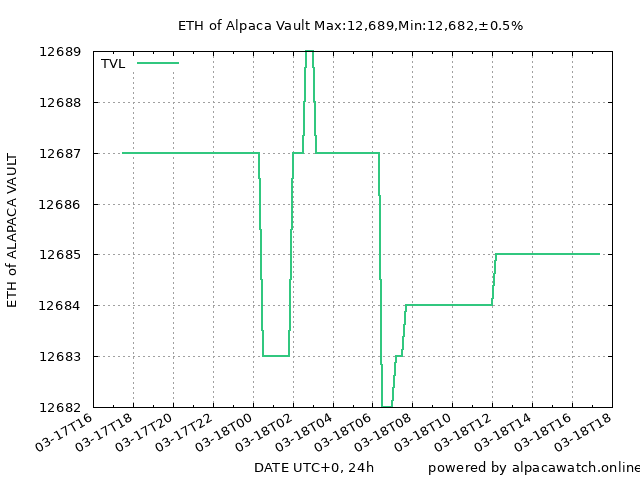 ETH of Alpaca Vault Max:12,689,Min:12,682,±0.5%
TVL
12689
12688
12687
12686
12685
12684
12683
12682
ETH of ALAPACA VAULT
03-17T16
03-17T18
03-17T20
03-17T22
03-18T00
03-18T02
03-18T04
03-18T06
03-18T08
03-18T10
03-18T12
03-18T14
03-18T16
03-18T18
DATE UTC+0, 24h
powered by alpacawatch.online